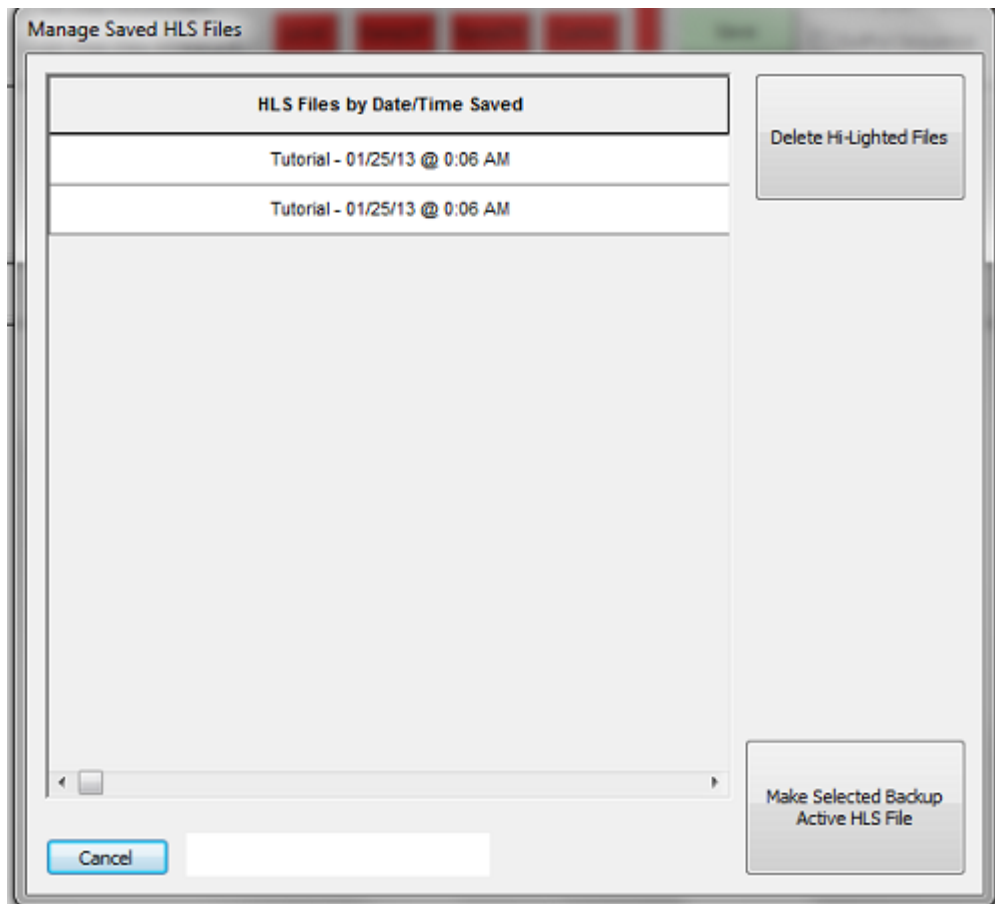 Manage Saved HLS Files
HLS Files by Date/Time Saved
Delete Hi-Lighted Files
Tutorial - 01/25/13 @ 0:06 AM
Tutorial - 01/25/13 @ 0:06 AM
Make Selected Backup
Active HLS File
Cancel